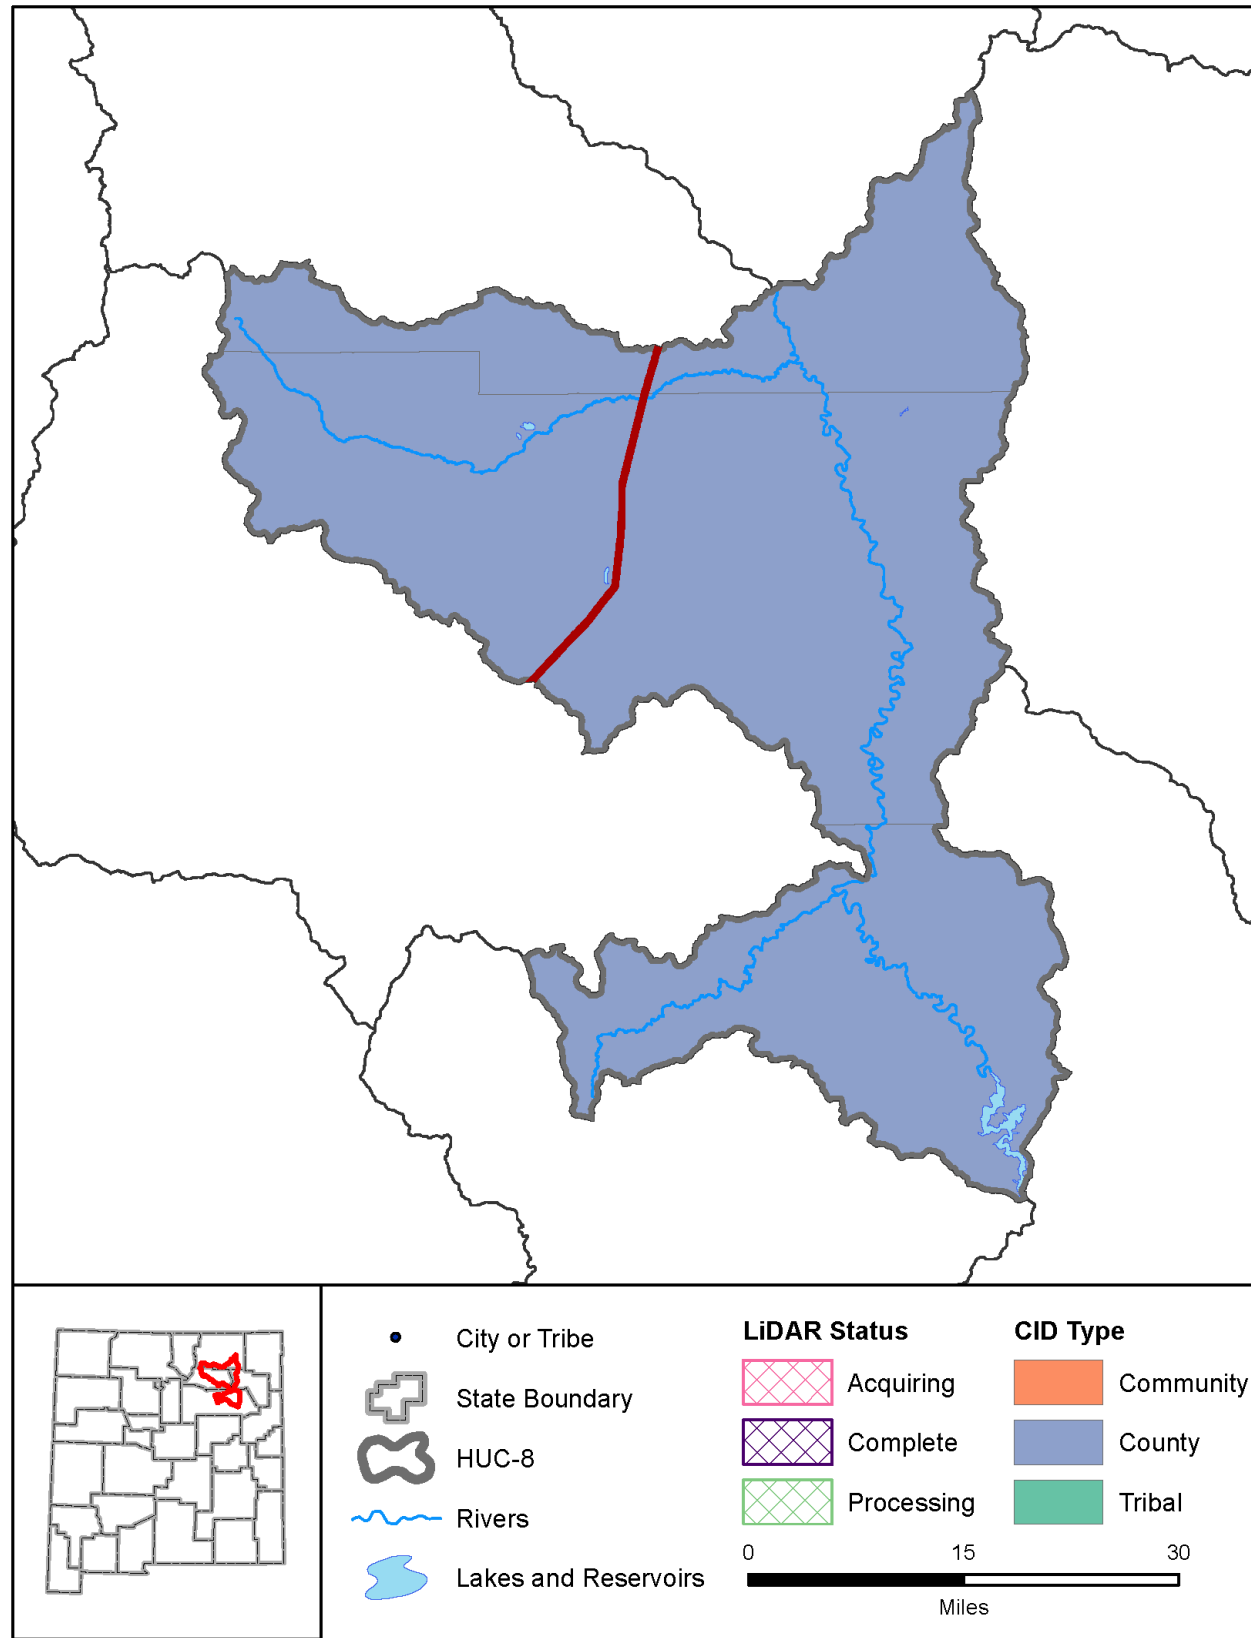 City or Tribe
State Boundary
HUC-8
Rivers
Lakes and Reservoirs
LiDAR Status
Acquiring
Complete
Processing
CID Type
Community
County
Tribal
0 15 30
Miles